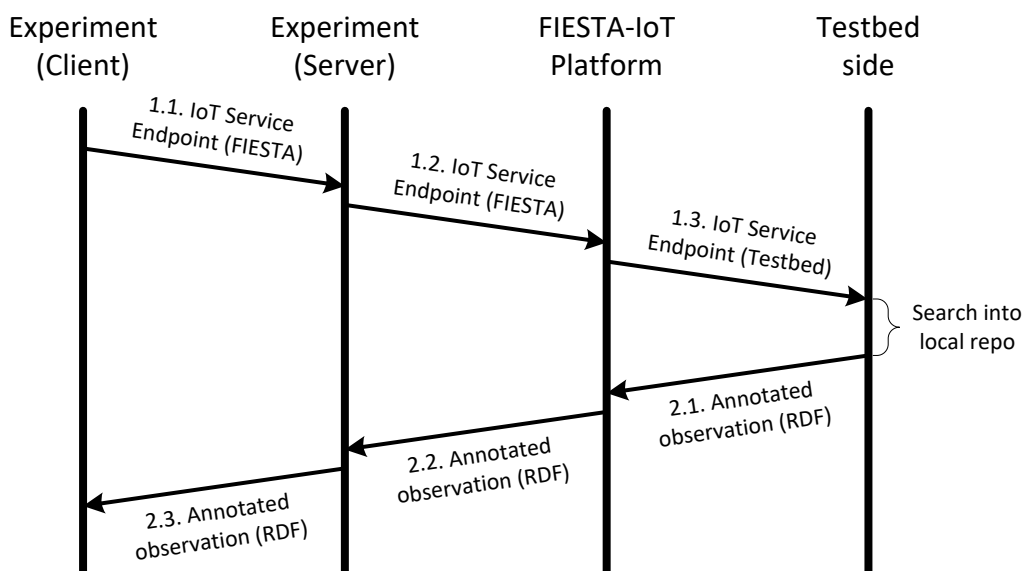 Experiment
(Client)
Experiment
(Server)
FIESTA-IoT
Platform
Testbed
side
1.1. IoT Service
Endpoint (FIESTA)
1.2. IoT Service
Endpoint (FIESTA)
1.3. IoT Service
Endpoint (Testbed)
Search into
local repo
2.1. Annotated
observation (RDF)
2.2. Annotated
observation (RDF)
2.3. Annotated
observation (RDF)